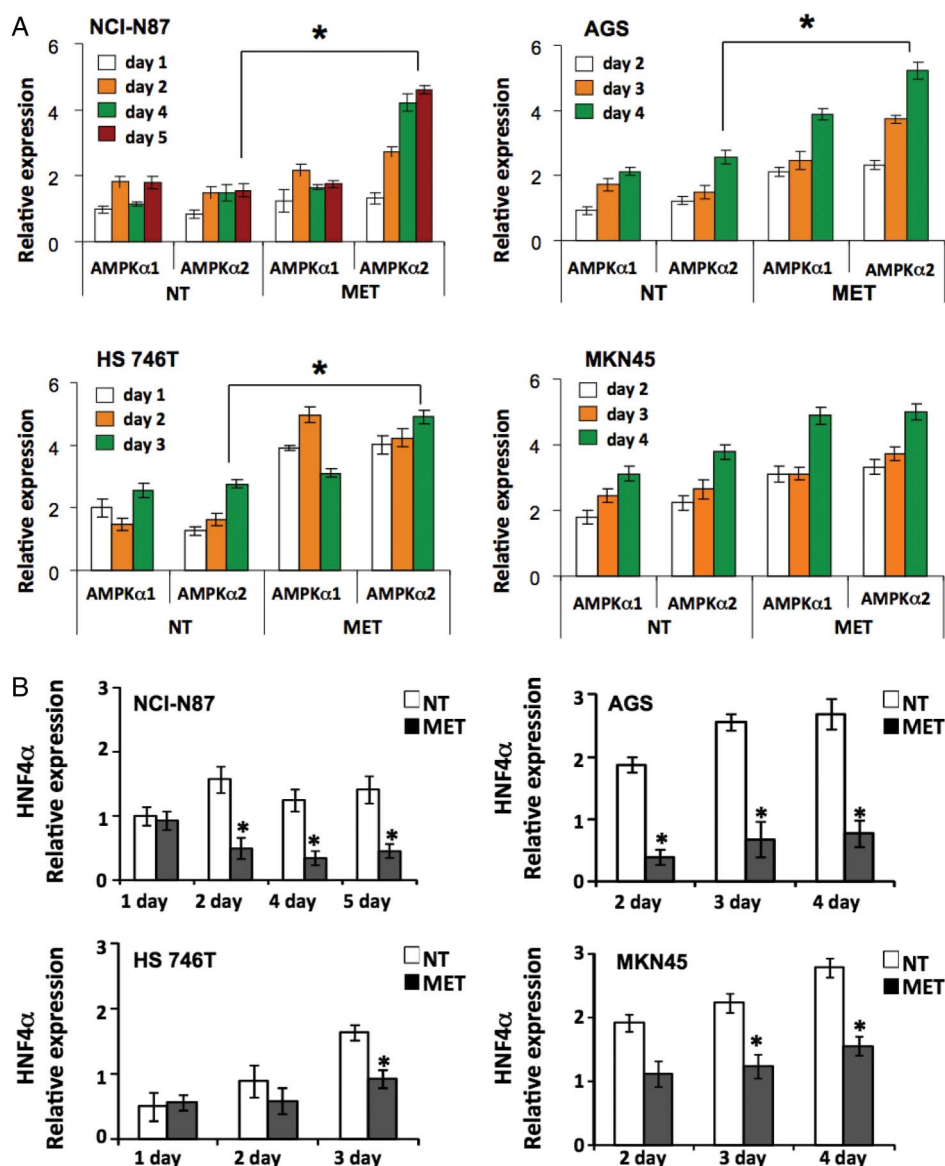 A
NCI-N87
Relative expression
6
4
2
0
day 1
day 2
day 4
day 5
*
AMPKα1 AMPKα2 AMPKα1 AMPKα2
NT MET
AGS
Relative expression
6
4
2
0
day 2
day 3
day 4
*
AMPKα1 AMPKα2 AMPKα1 AMPKα2
NT MET
HS 746T
Relative expression
6
4
2
0
day 1
day 2
day 3
*
AMPKα1 AMPKα2 AMPKα1 AMPKα2
NT MET
MKN45
Relative expression
6
4
2
0
day 2
day 3
day 4
AMPKα1 AMPKα2 AMPKα1 AMPKα2
NT MET
B
NCI-N87
HNF4α
Relative expression
3
2
1
0
NT
MET
* * *
1 day 2 day 4 day 5 day
AGS
HNF4α
Relative expression
3
2
1
0
NT
MET
* * *
2 day 3 day 4 day
HS 746T
HNF4α
Relative expression
3
2
1
0
NT
MET
*
1 day 2 day 3 day
MKN45
HNF4α
Relative expression
3
2
1
0
NT
MET
* *
2 day 3 day 4 day